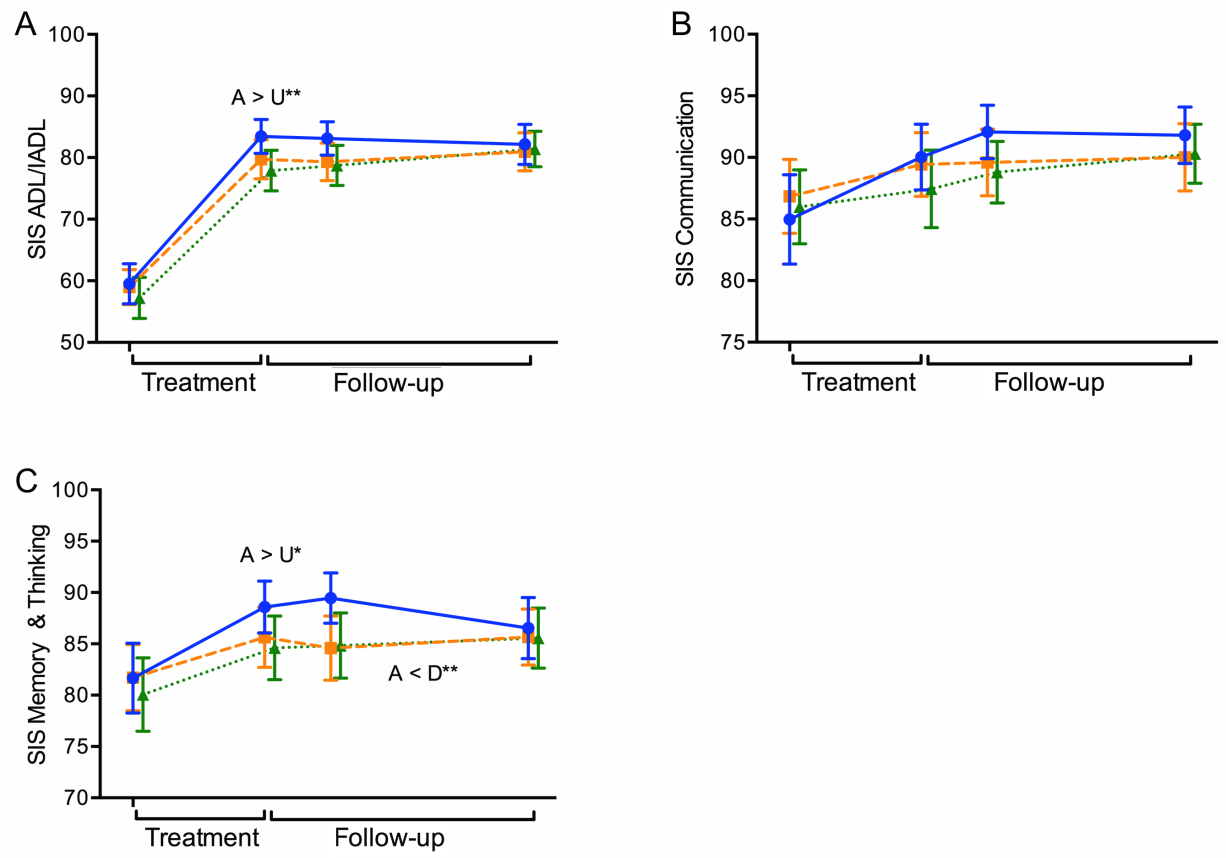 A
SIS ADL/IADL
100
90
80
70
60
50
A > U**
Treatment
Follow-up
B
SIS Communication
100
95
90
85
80
75
Treatment
Follow-up
C
SIS Memory & Thinking
100
95
90
85
80
75
70
A > U*
A < D**
Treatment
Follow-up